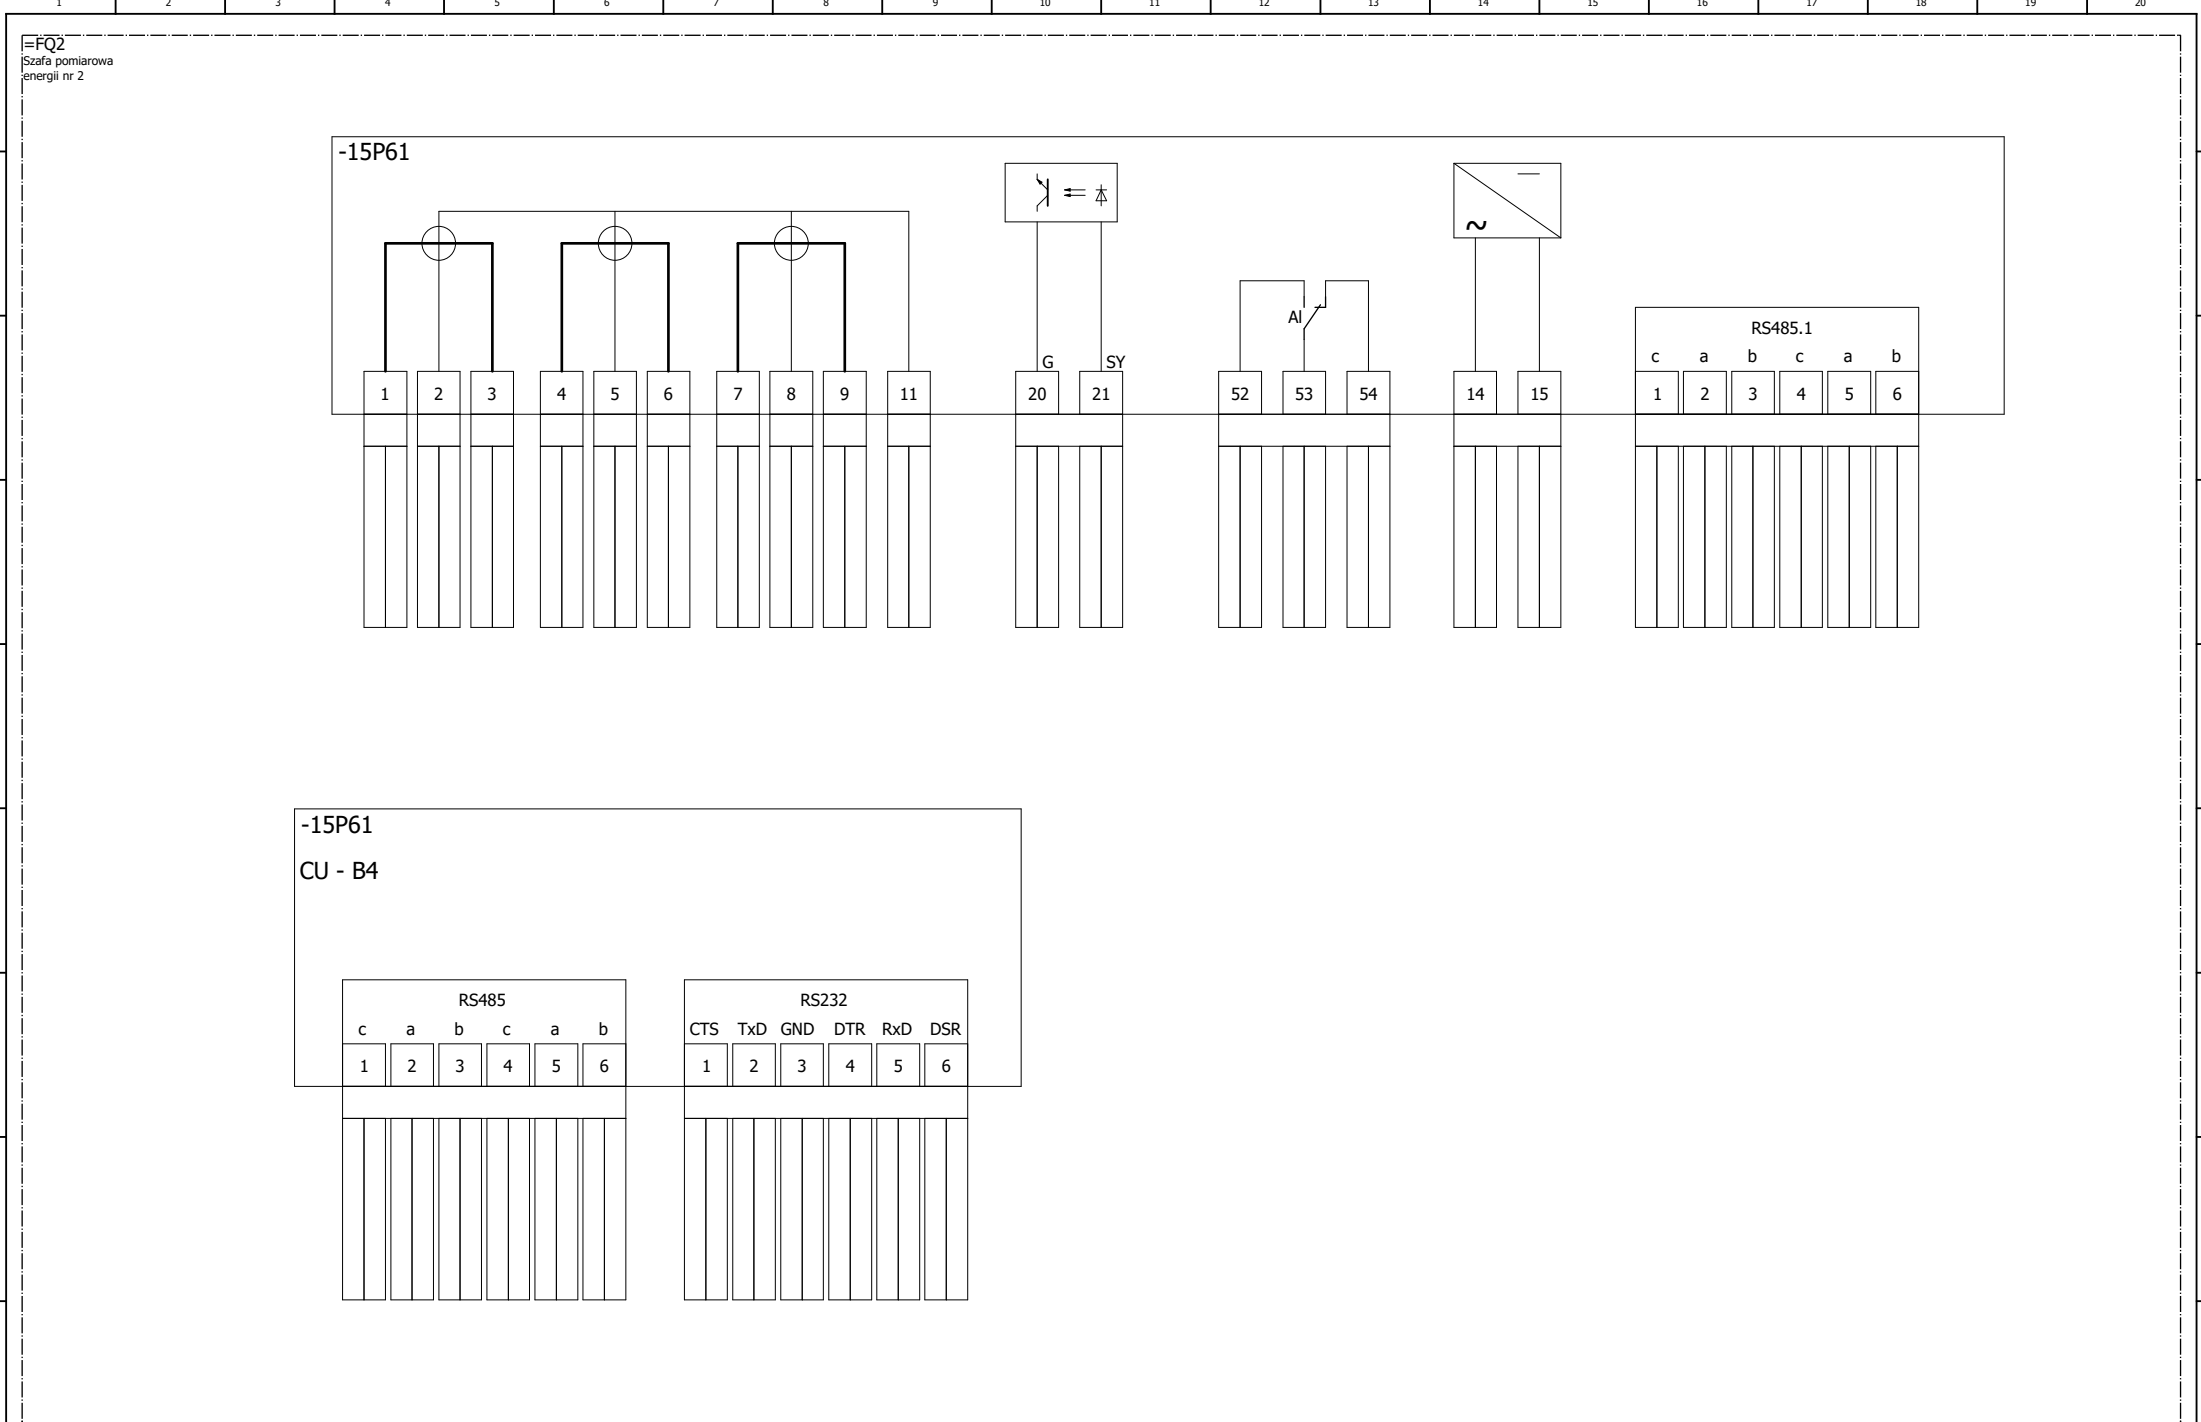 1 2 3 4 5 6 7 8 9 10 11 12 13 14 15 16 17 18 19 20
=FQ2
Szafa pomiarowa
energii nr 2
-15P61
~
Al
RS485.1
G SY
c a b c a b
1 2 3 4 5 6 7 8 9 11 20 21 52 53 54 14 15 1 2 3 4 5 6
-15P61
CU - B4
RS485 RS232
c a b c a b CTS TxD GND DTR RxD DSR
1 2 3 4 5 6 1 2 3 4 5 6